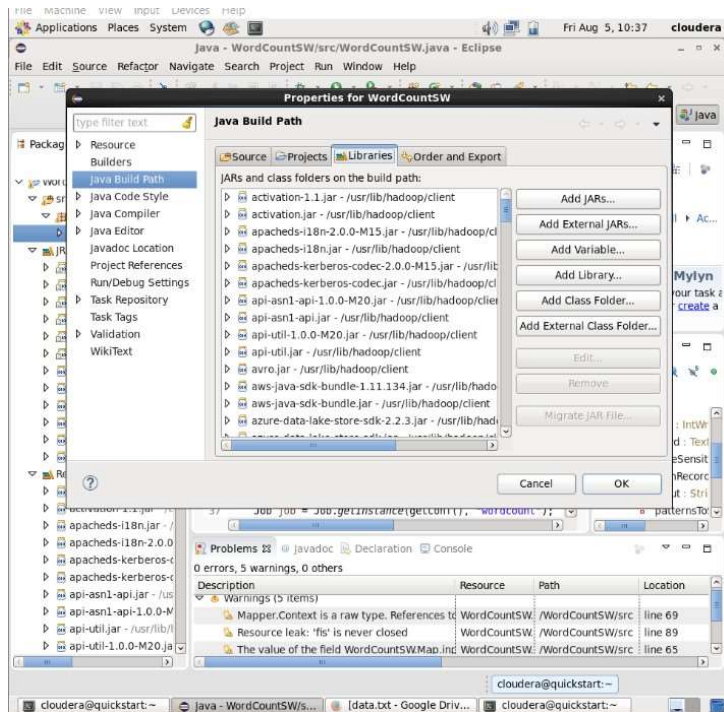 File Machine View Input Devices Help
Applications Places System Fri Aug 5, 10:37 cloudera
Java - WordCountSW/src/WordCountSW.java - Eclipse
File Edit Source Refactor Navigate Search Project Run Window Help
Properties for WordCountSW
type filter text
Java Build Path
Java
Packag
Resource
Builders
Java Build Path
Java Code Style
Java Compiler
Java Editor
Javadoc Location
Project References
Run/Debug Settings
Task Repository
Task Tags
Validation
WikiText
Source Projects Libraries Order and Export
JARs and class folders on the build path:
activation-1.1.jar - /usr/lib/hadoop/client
activation.jar - /usr/lib/hadoop/client
apacheds-i18n-2.0.0-M15.jar - /usr/lib/hadoop/cl
apacheds-i18n.jar - /usr/lib/hadoop/client
apacheds-kerberos-codec-2.0.0-M15.jar - /usr/lib
apacheds-kerberos-codec.jar - /usr/lib/hadoop/cl
api-asn1-api-1.0.0-M20.jar - /usr/lib/hadoop/clier
api-asn1-api.jar - /usr/lib/hadoop/client
api-util-1.0.0-M20.jar - /usr/lib/hadoop/client
api-util.jar - /usr/lib/hadoop/client
avro.jar - /usr/lib/hadoop/client
aws-java-sdk-bundle-1.11.134.jar - /usr/lib/hado
aws-java-sdk-bundle.jar - /usr/lib/hadoop/client
azure-data-lake-store-sdk-2.2.3.jar - /usr/lib/had
Add JARs...
Add External JARs...
Add Variable...
Add Library...
Add Class Folder...
Add External Class Folder...
Edit...
Remove
Migrate JAR File...
Cancel OK
Ac...
Mylyn
your task a
create a
: IntWr
d : Text
eSensit
nRecorc
ut : Stri
patternsTo
37 Job job = Job.getInstance(getConf(), "wordcount");
apacheds-i18n.jar - /
apacheds-i18n-2.0.0
apacheds-kerberos-c
apacheds-kerberos-c
api-asn1-api.jar - /us
api-asn1-api-1.0.0-M
api-util.jar - /usr/lib/h
api-util-1.0.0-M20.ja
Problems Javadoc Declaration Console
0 errors, 5 warnings, 0 others
Description Resource Path Location
Warnings (5 items)
Mapper.Context is a raw type. References to WordCountSW. /WordCountSW/src line 69
Resource leak: 'fis' is never closed WordCountSW. /WordCountSW/src line 89
The value of the field WordCountSW.Map.inp WordCountSW. /WordCountSW/src line 65
cloudera@quickstart:~
cloudera@quickstart:~ Java - WordCountSW/s... [data.txt - Google Driv... cloudera@quickstart:~